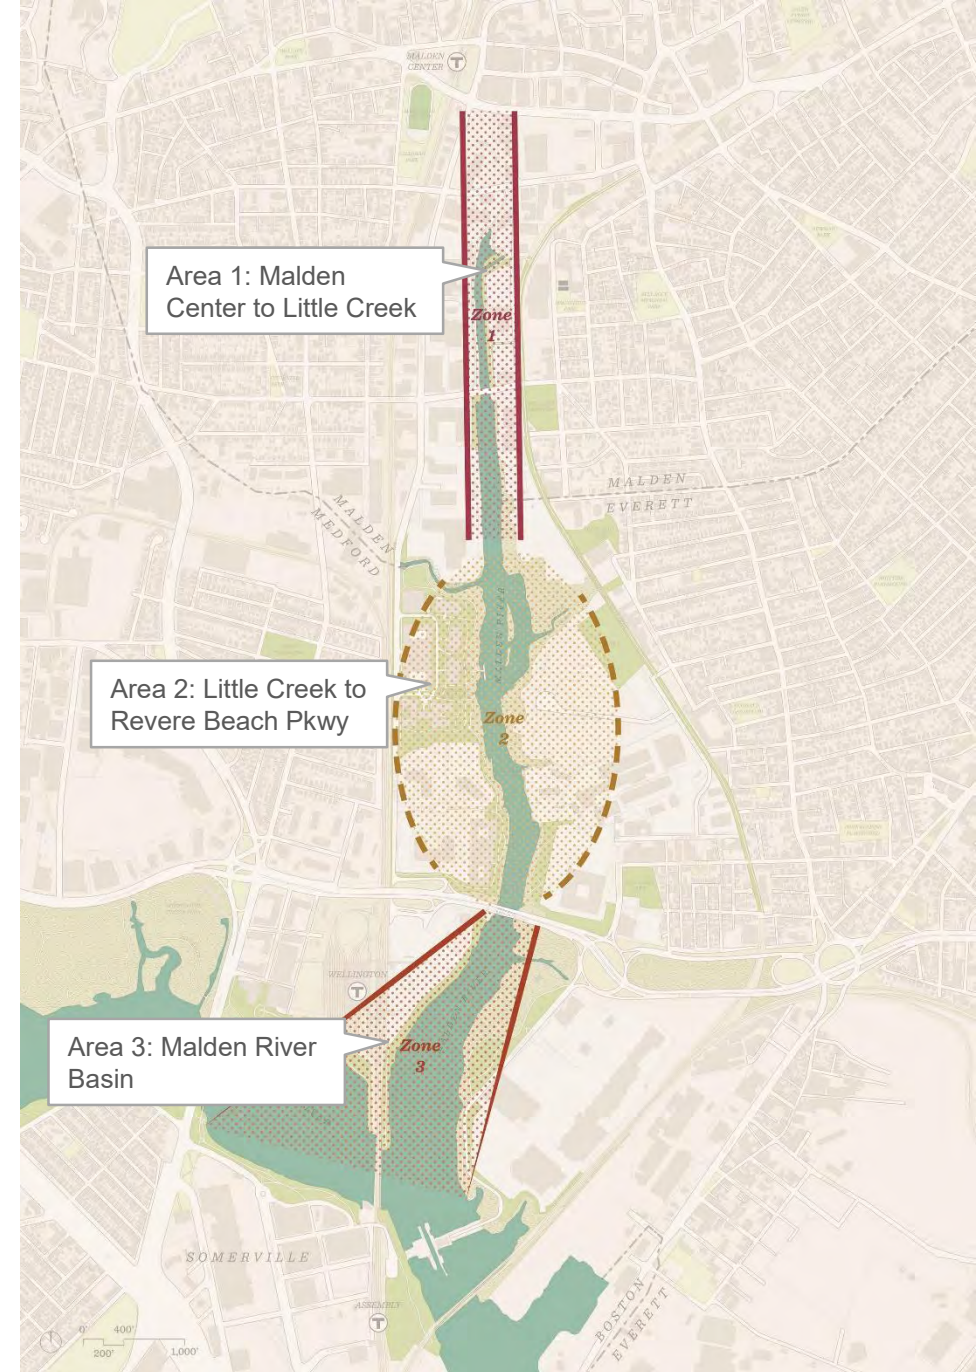 MALDEN
CENTER
T
Area 1: Malden
Center to Little Creek
Zone
1
MALDEN
EVERETT
MALDEN
MEDFORD
MALDEN RIVER
Area 2: Little Creek to
Revere Beach Pkwy
Zone
2
WELLINGTON
T
Area 3: Malden River
Basin
Zone
3
SOMERVILLE
ASSEMBLY
T
BOSTON
EVERETT
0' 400'
200' 1,000'